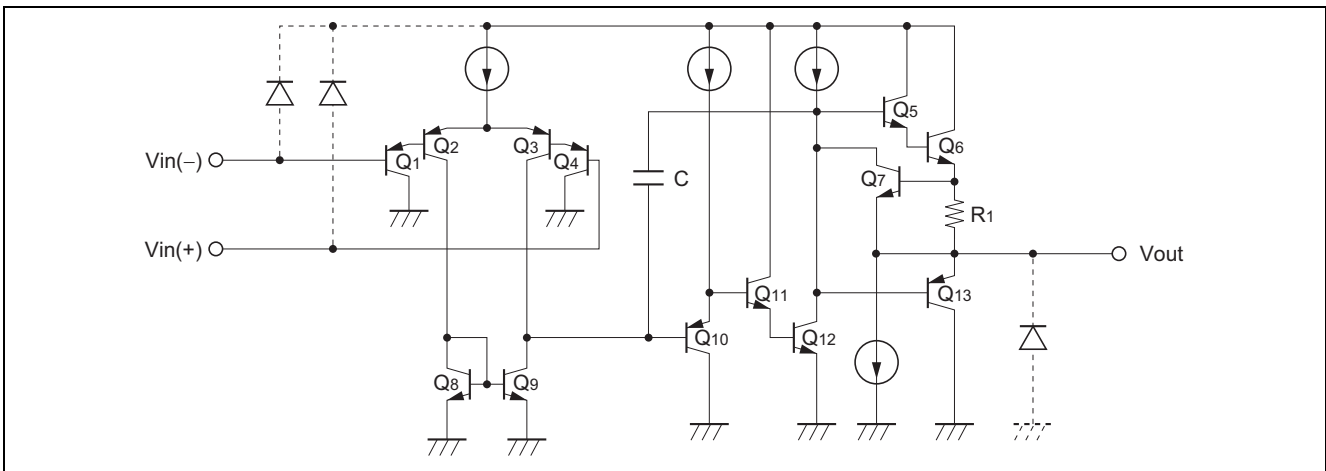 Q5
Q2
Q3
Q6
Vin(−)
Q1
Q4
C
Q7
R1
Vin(+)
Vout
Q11
Q13
Q10
Q12
Q8
Q9